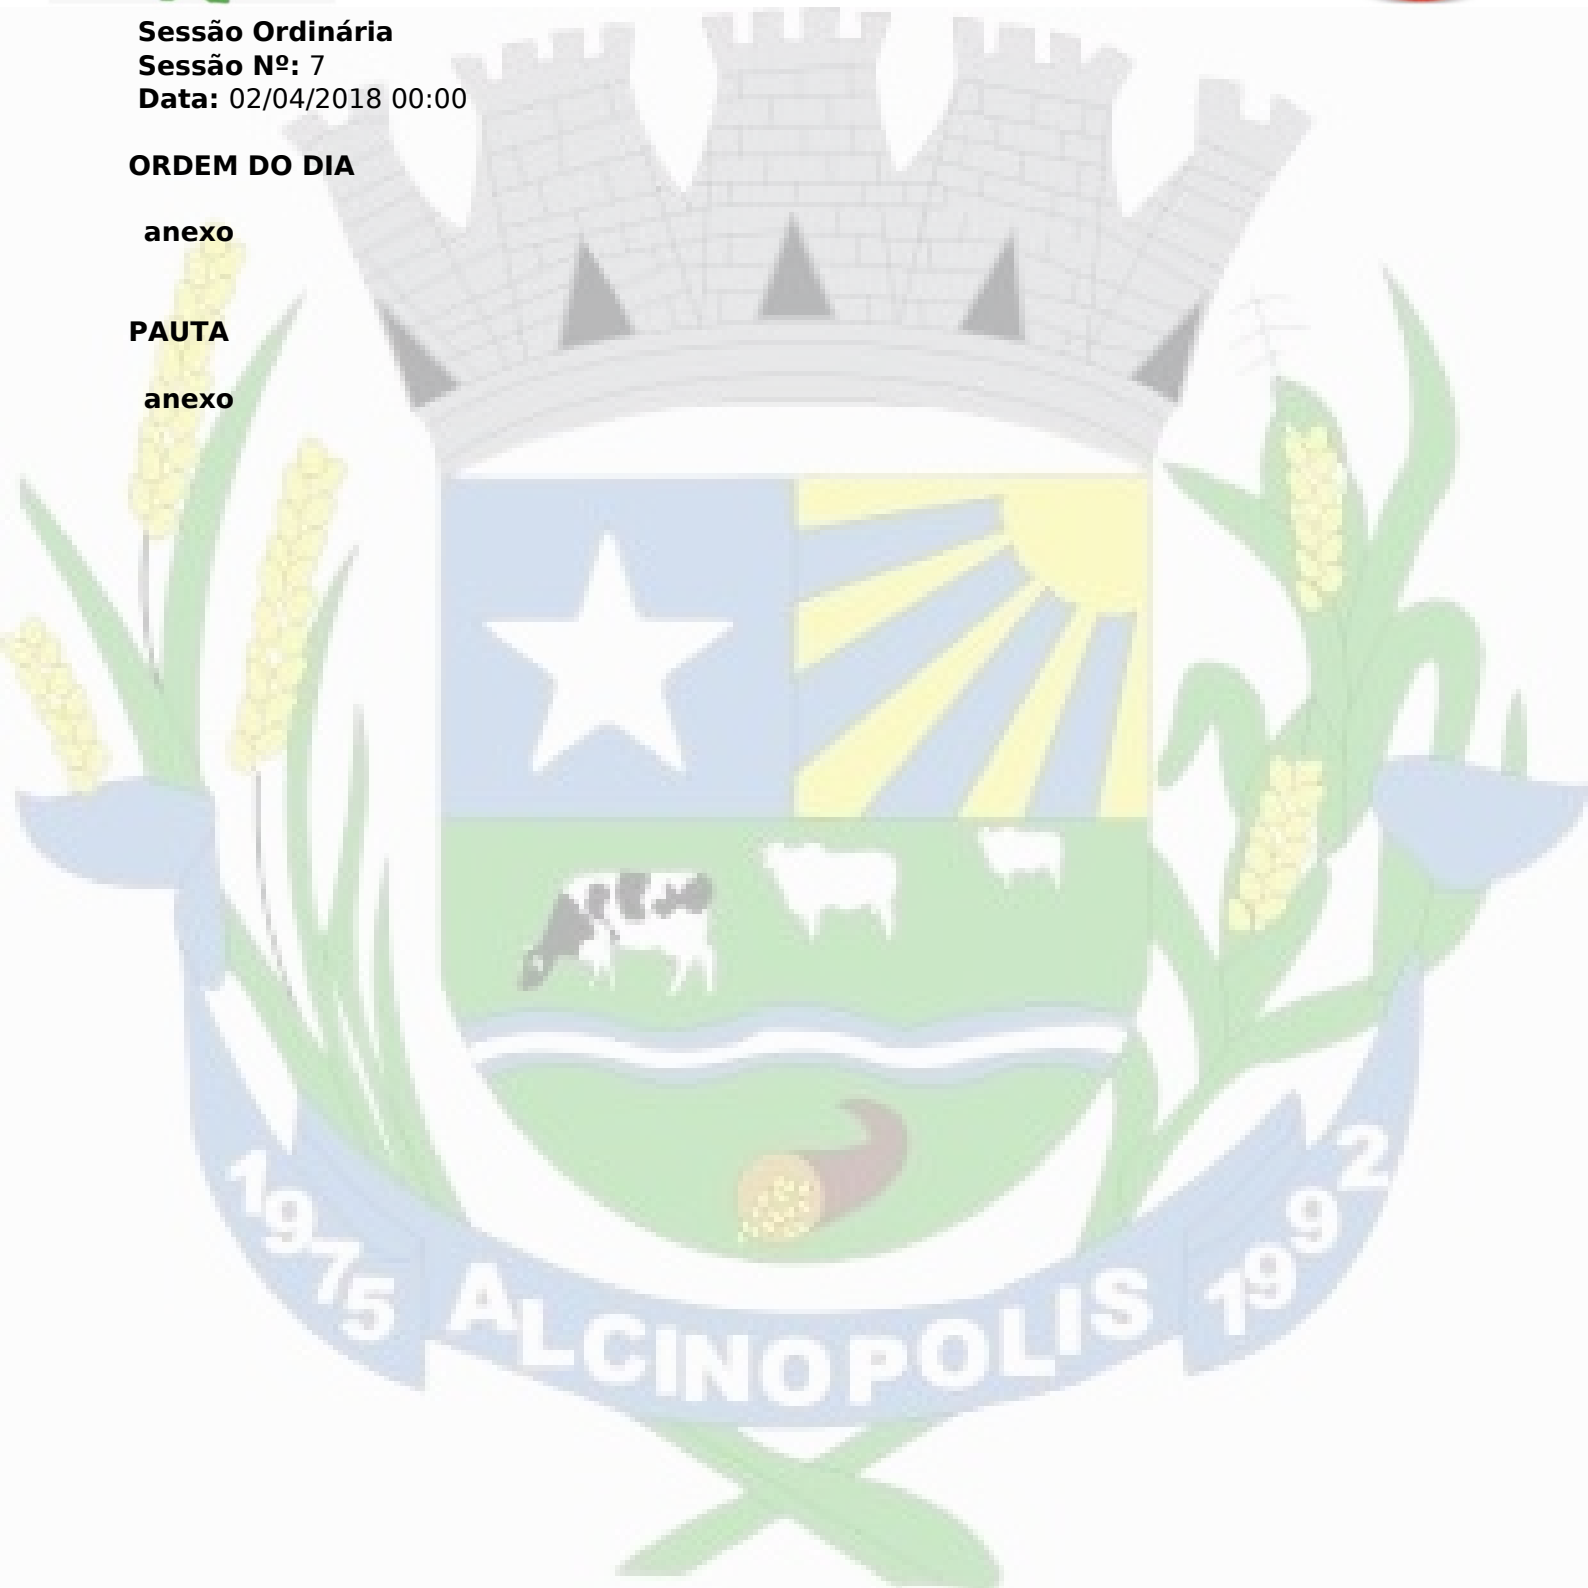 Sessão Ordinária
Sessão Nº: 7
Data: 02/04/2018 00:00
ORDEM DO DIA
anexo
PAUTA
anexo
1975 ALCINOPOLIS 1992